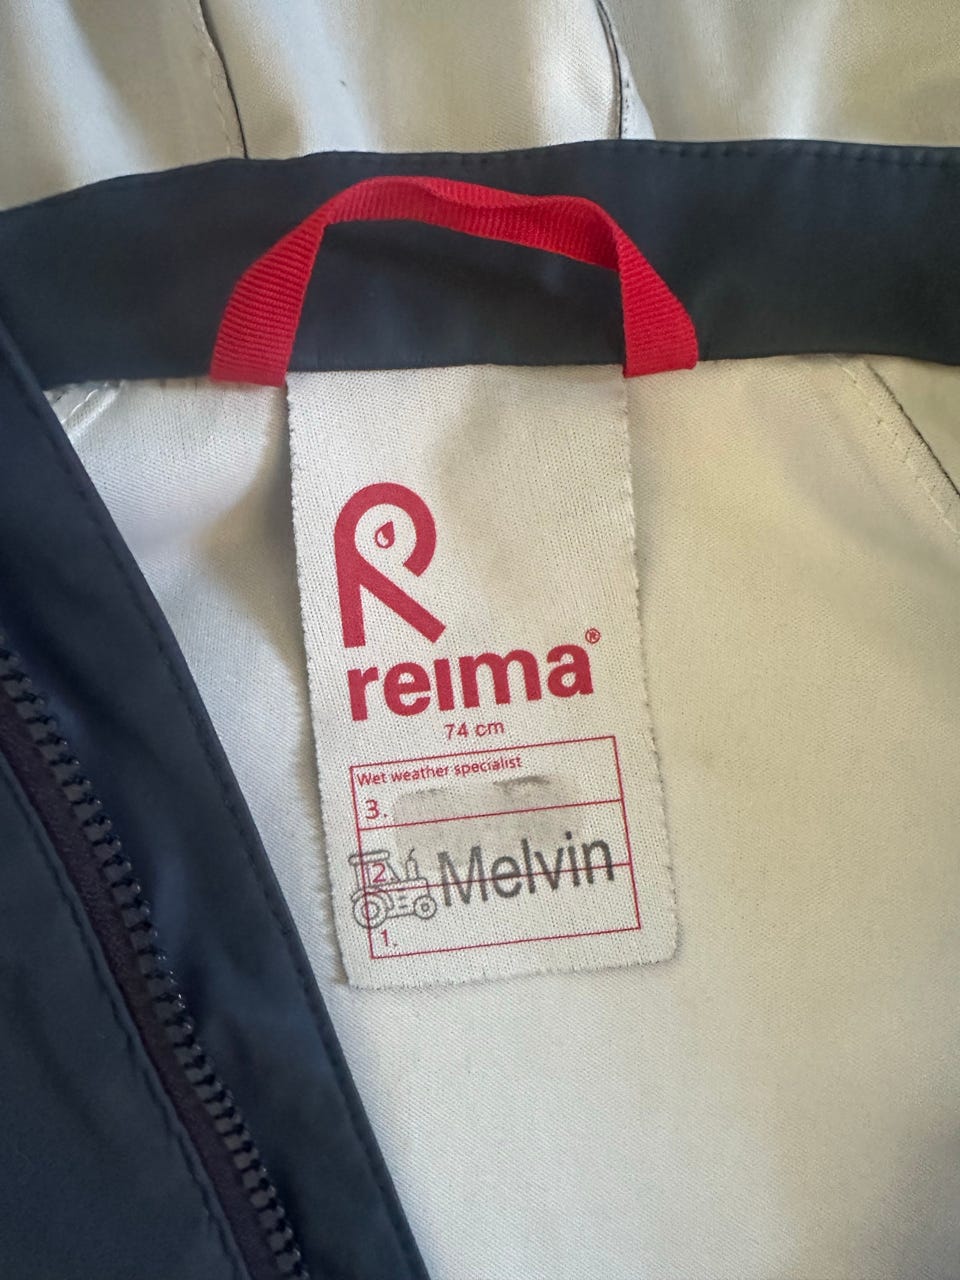 reima®
74 cm
Wet weather specialist
3.
2.
Melvin
1.